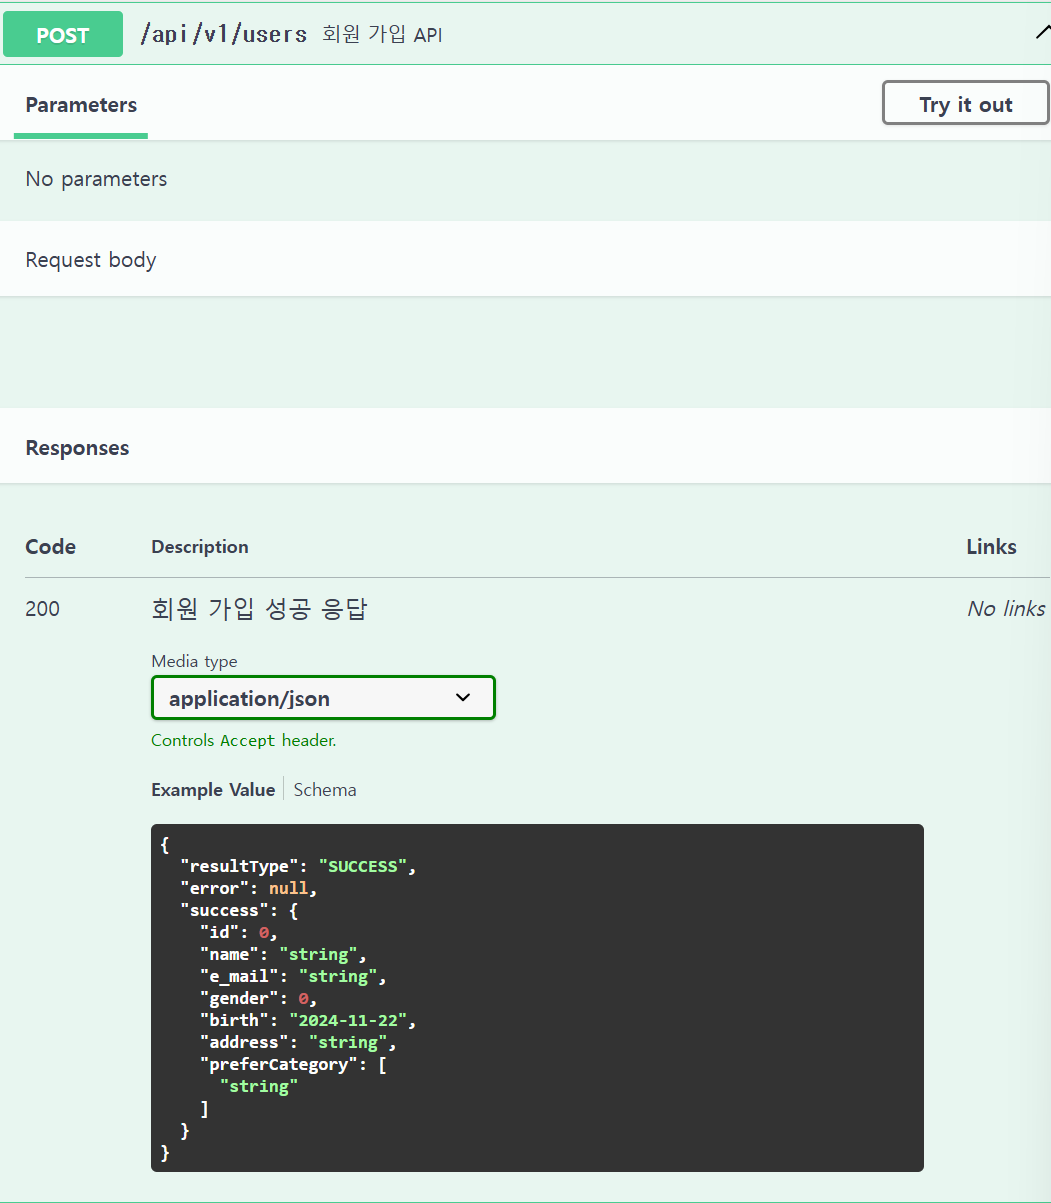 POST /api/v1/users 회원 가입 API
Parameters
Try it out
No parameters
Request body
Responses
Code Description Links
200 회원 가입 성공 응답 No links
Media type
application/json
Controls Accept header.
Example Value Schema
{
  "resultType": "SUCCESS",
  "error": null,
  "success": {
    "id": 0,
    "name": "string",
    "e_mail": "string",
    "gender": 0,
    "birth": "2024-11-22",
    "address": "string",
    "preferCategory": [
      "string"
    ]
  }
}